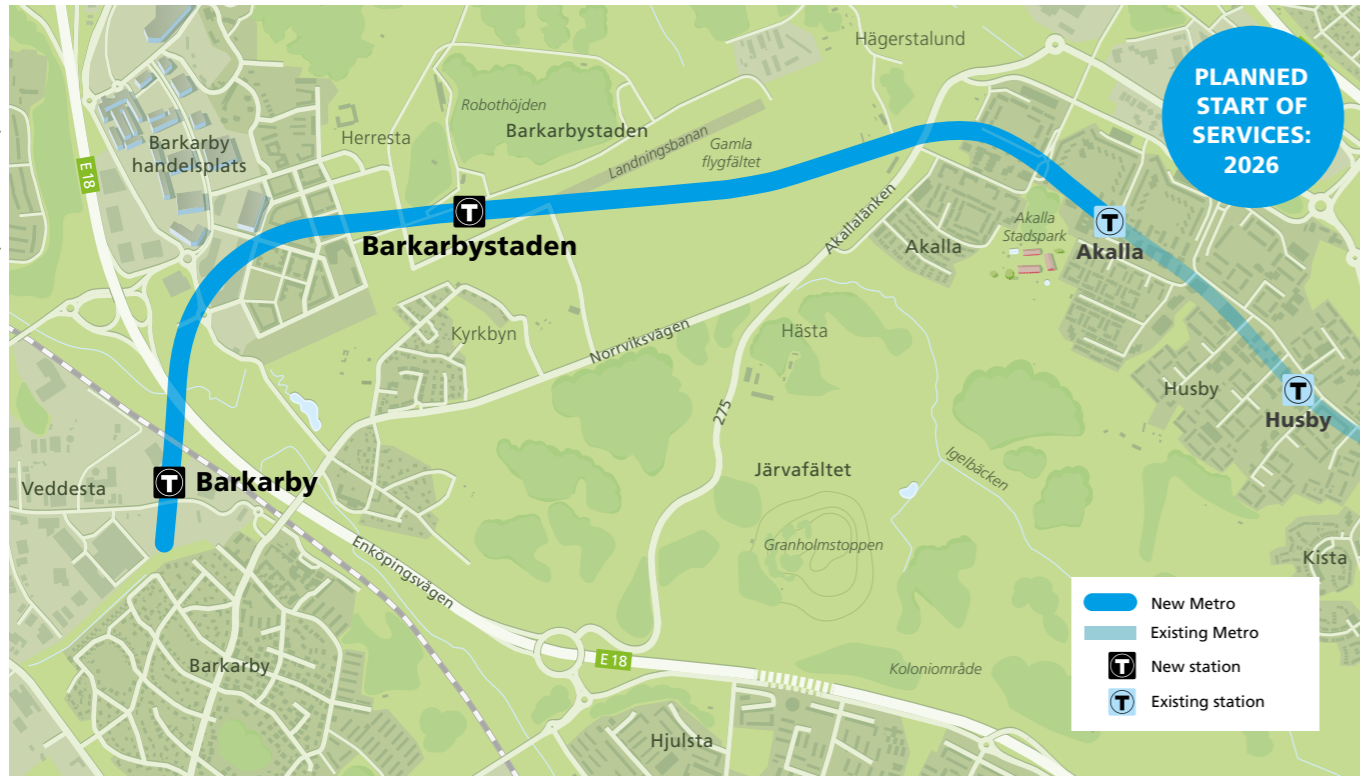 Hägerstalund
PLANNED
START OF
SERVICES:
2026
Robothöjden
Barkarbystaden
Herresta
Barkarby
handelsplats
E 18
Landningsbanan
Gamla
flygfältet
T
Barkarbystaden
Akallalänken
Akalla
Akalla
Stadspark
T
Akalla
Kyrkbyn
Norrviksvägen
Hästa
275
Husby
T
Husby
Veddesta
T
Barkarby
Järvafältet
Igelbäcken
Granholmstoppen
Enköpingsvägen
Kista
Barkarby
E 18
Koloniområde
Hjulsta
New Metro
Existing Metro
T
New station
T
Existing station